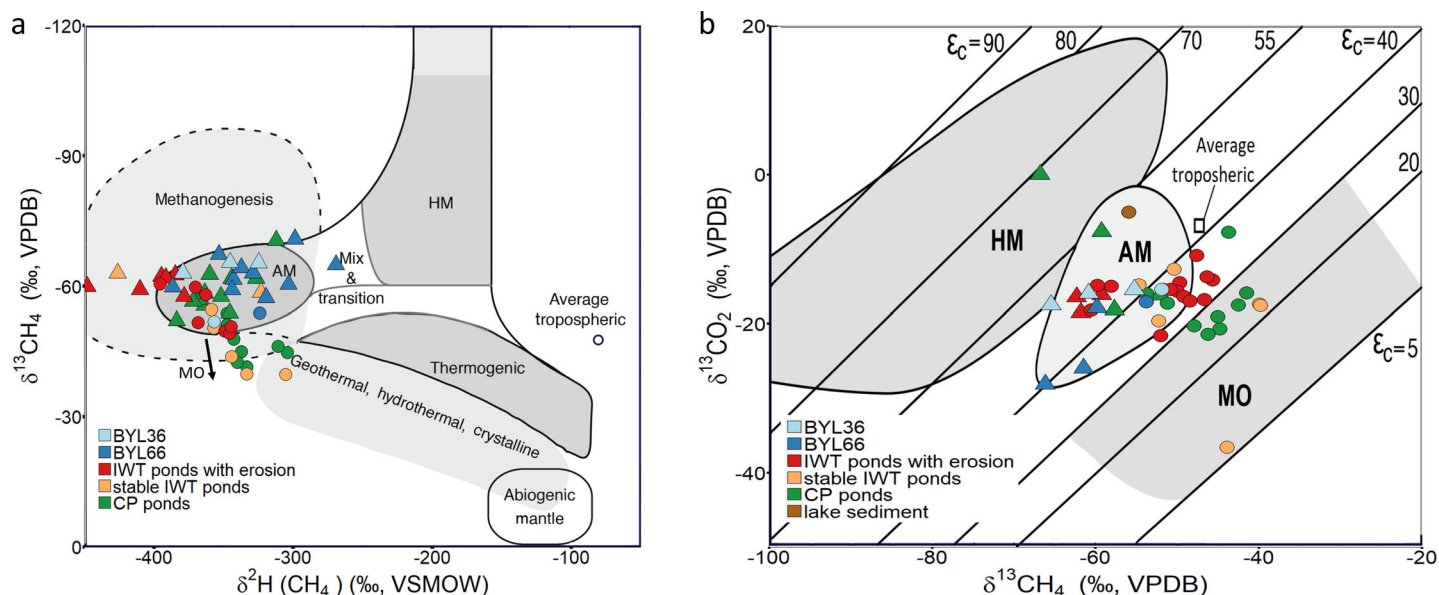 a
-120
-90
-60
-30
0
-400
-300
-200
-100
δ¹³CH₄ (‰, VPDB)
δ²H (CH₄) (‰, VSMOW)
Methanogenesis
AM
MO
HM
Mix
&
transition
Average
tropospheric
Thermogenic
Geothermal, hydrothermal, crystalline
Abiogenic
mantle
BYL36
BYL66
IWT ponds with erosion
stable IWT ponds
CP ponds
b
20
0
-20
-40
-100
-80
-60
-40
-20
δ¹³CO₂ (‰, VPDB)
δ¹³CH₄ (‰, VPDB)
ε_C=90
80
70
55
ε_C=40
30
20
ε_C=5
Average
troposheric
HM
AM
MO
BYL36
BYL66
IWT ponds with erosion
stable IWT ponds
CP ponds
lake sediment